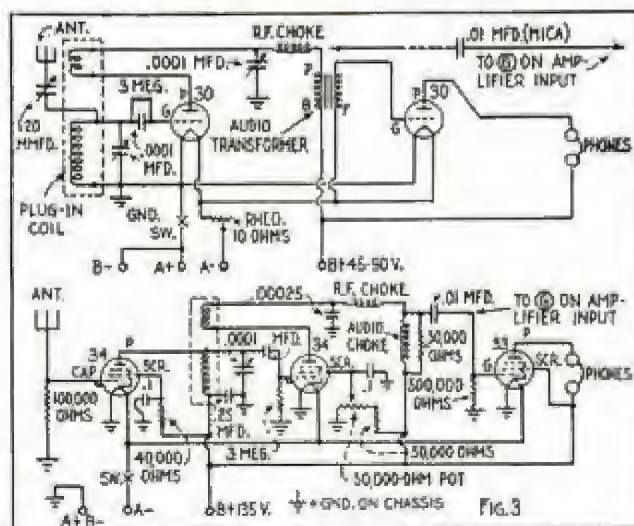 ANT.
R.F. CHOKE
.01 MFD.(MICA)
.0001 MFD.
TO G ON AMP-
LIFIER INPUT
3 MEG.
P 30
P
B
F
P 30
G
G
120
MMFD.
.0001
MFD.
AUDIO
TRANSFORMER
PHONES
PLUG-IN
COIL
GND.
SW.
RHEO.
10 OHMS
B- A+ A- B+45-50V.
ANT.
.00025
R.F. CHOKE
.01 MFD.
TO G ON AMP-
LIFIER INPUT
.0001
MFD.
AUDIO
CHOKE
50,000
OHMS
P
34
CAP
SCR.
.1
34
SCR.
.1
33
P
G
SCR.
PHONES
100,000
OHMS
.25
MFD.
500,000
OHMS
40,000
OHMS
3 MEG.
50,000 OHMS
50,000-OHM POT
SW.
A+ B- A- B+135 V.
= GND. ON CHASSIS
FIG.3